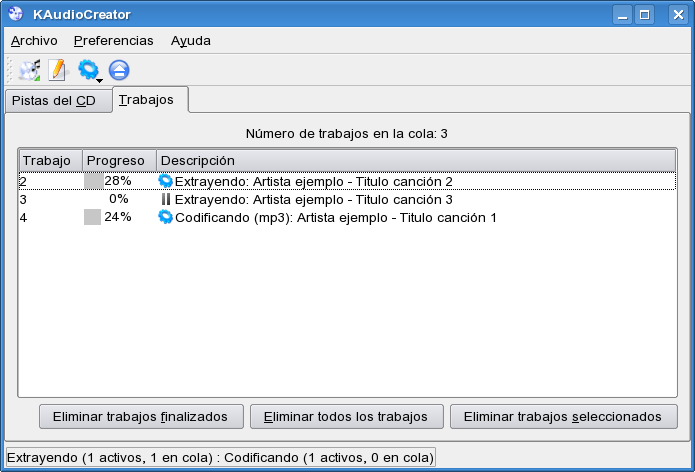 KAudioCreator
Archivo Preferencias Ayuda
Pistas del CD Trabajos
Número de trabajos en la cola: 3
Trabajo Progreso Descripción
2 28% Extrayendo: Artista ejemplo - Titulo canción 2
3 0% Extrayendo: Artista ejemplo - Titulo canción 3
4 24% Codificando (mp3): Artista ejemplo - Titulo canción 1
Eliminar trabajos finalizados Eliminar todos los trabajos Eliminar trabajos seleccionados
Extrayendo (1 activos, 1 en cola) : Codificando (1 activos, 0 en cola)